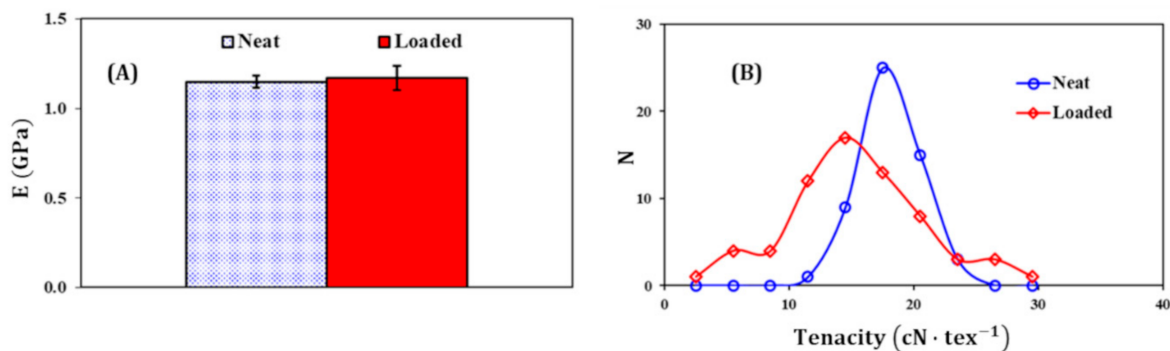 1.5
1.0
0.5
0.0
E (GPa)
Neat Loaded
(A)
30
20
10
0
N
(B)
Neat
Loaded
0 10 20 30 40
Tenacity (cN · tex⁻¹)